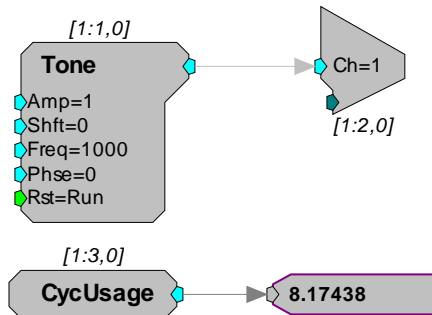 [1:1,0]
Tone
Amp=1
Shft=0
Freq=1000
Phse=0
Rst=Run
Ch=1
[1:2,0]
[1:3,0]
CycUsage
8.17438